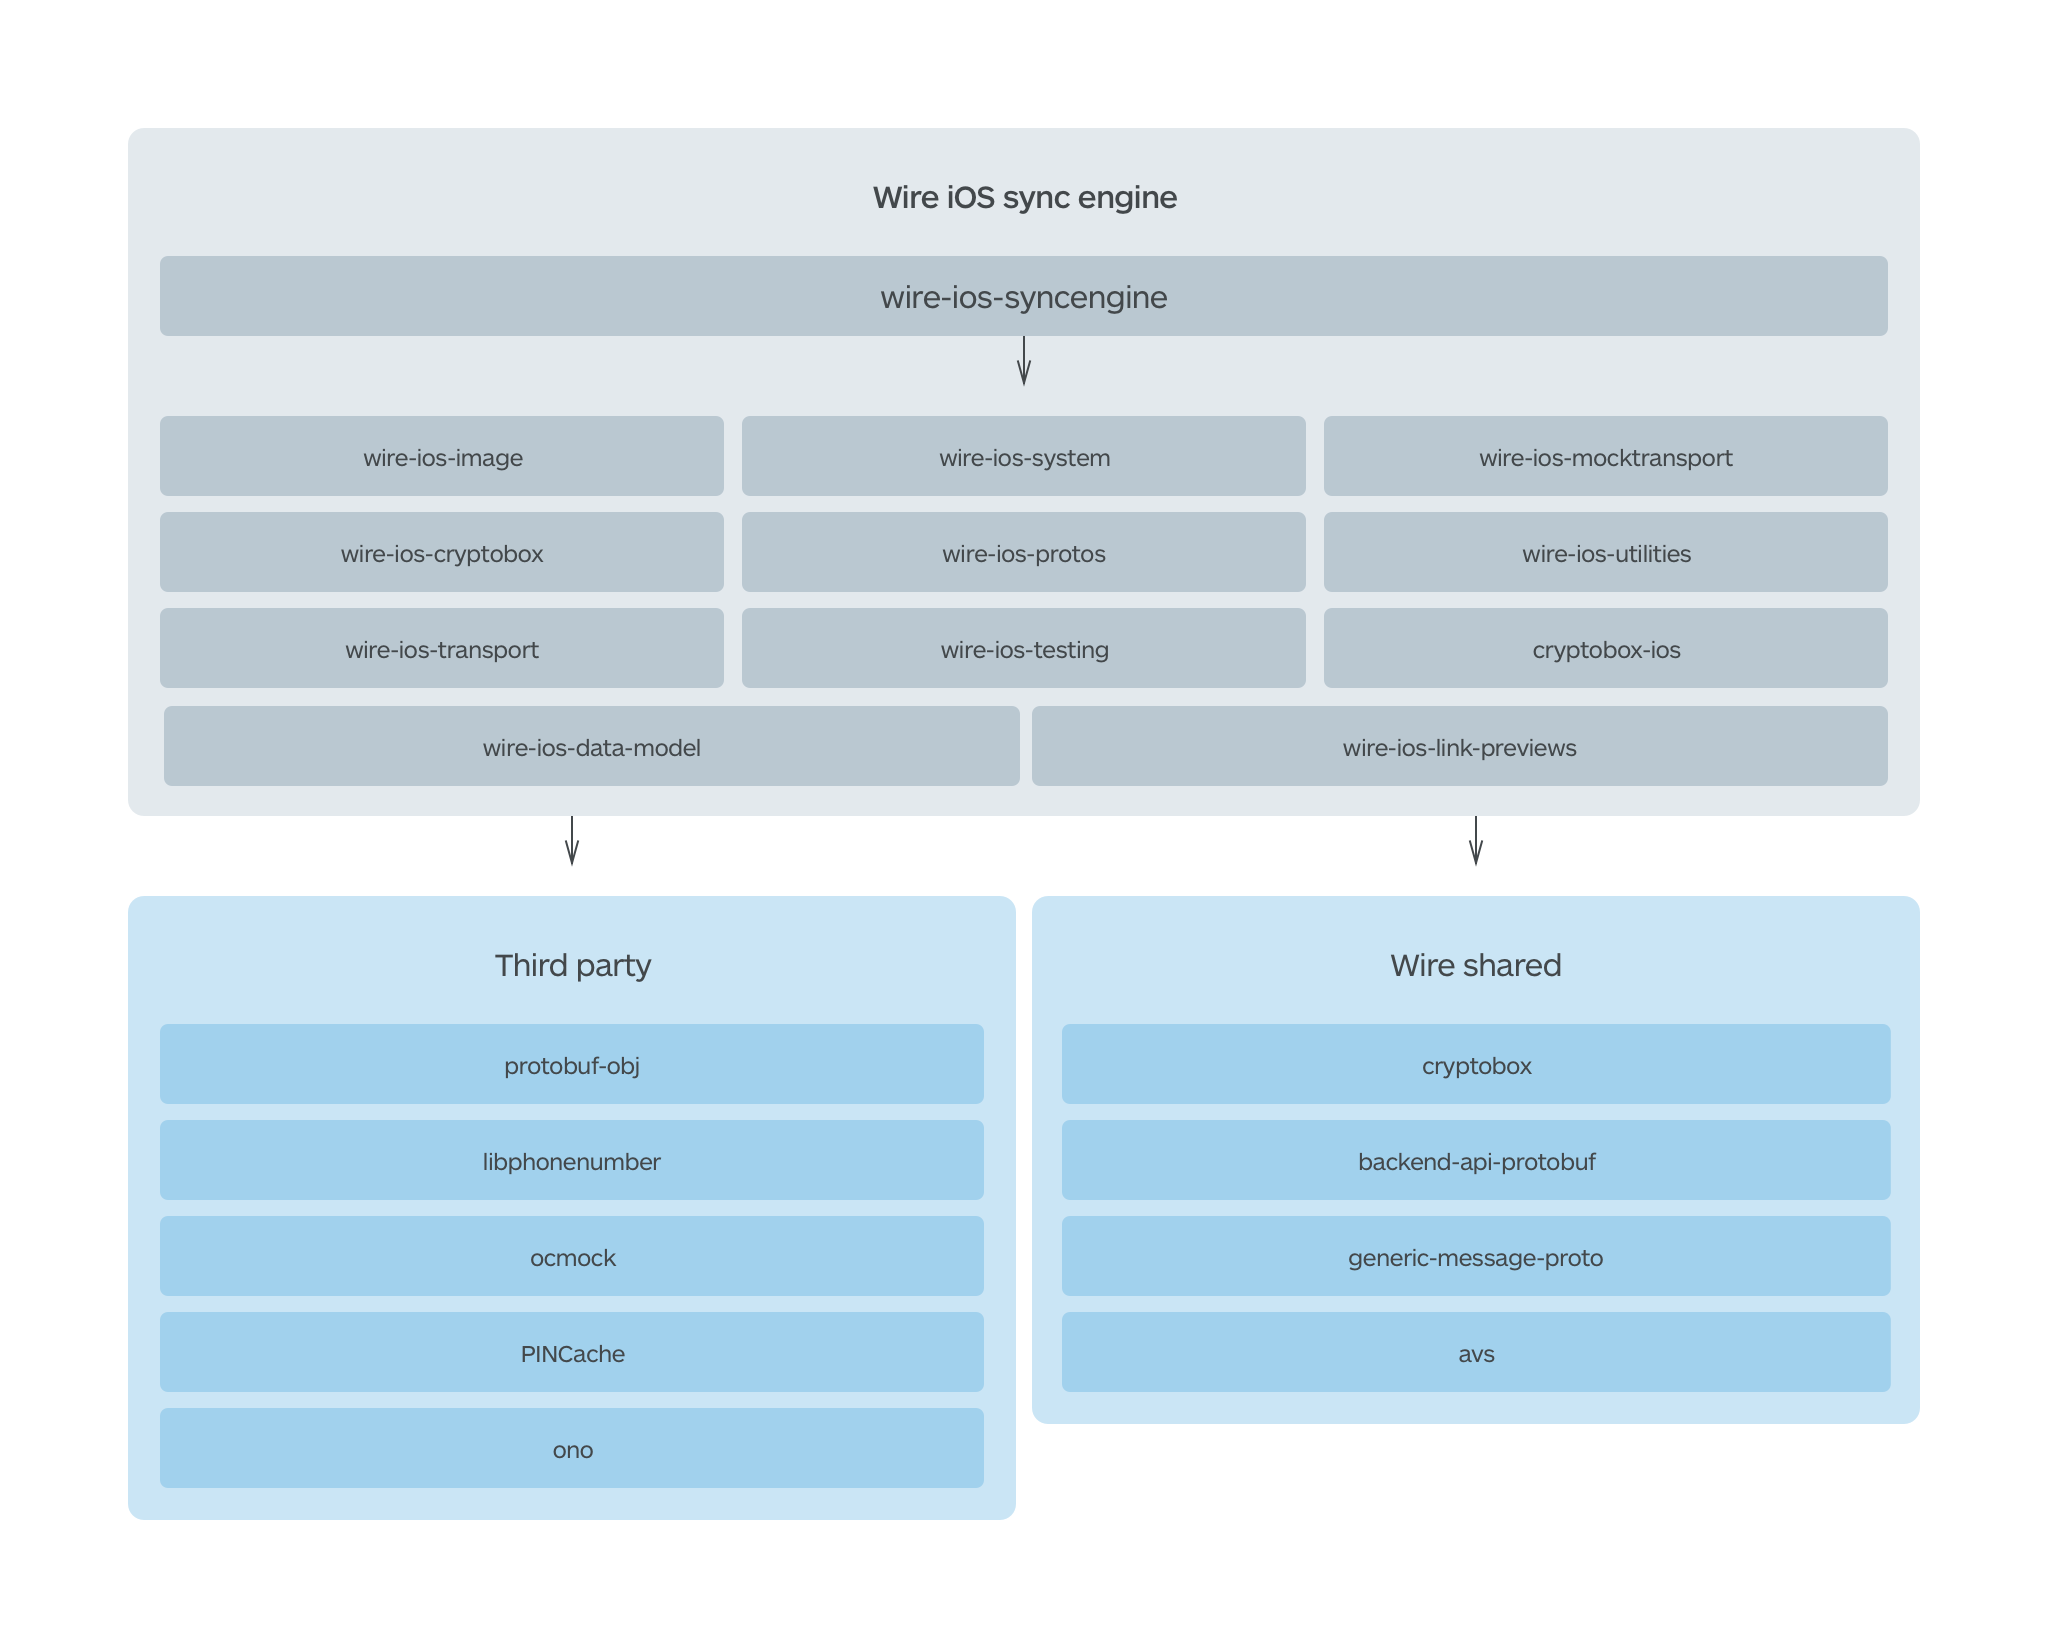 Wire iOS sync engine
wire-ios-syncengine
wire-ios-image
wire-ios-system
wire-ios-mocktransport
wire-ios-cryptobox
wire-ios-protos
wire-ios-utilities
wire-ios-transport
wire-ios-testing
cryptobox-ios
wire-ios-data-model
wire-ios-link-previews
Third party
protobuf-obj
libphonenumber
ocmock
PINCache
ono
Wire shared
cryptobox
backend-api-protobuf
generic-message-proto
avs